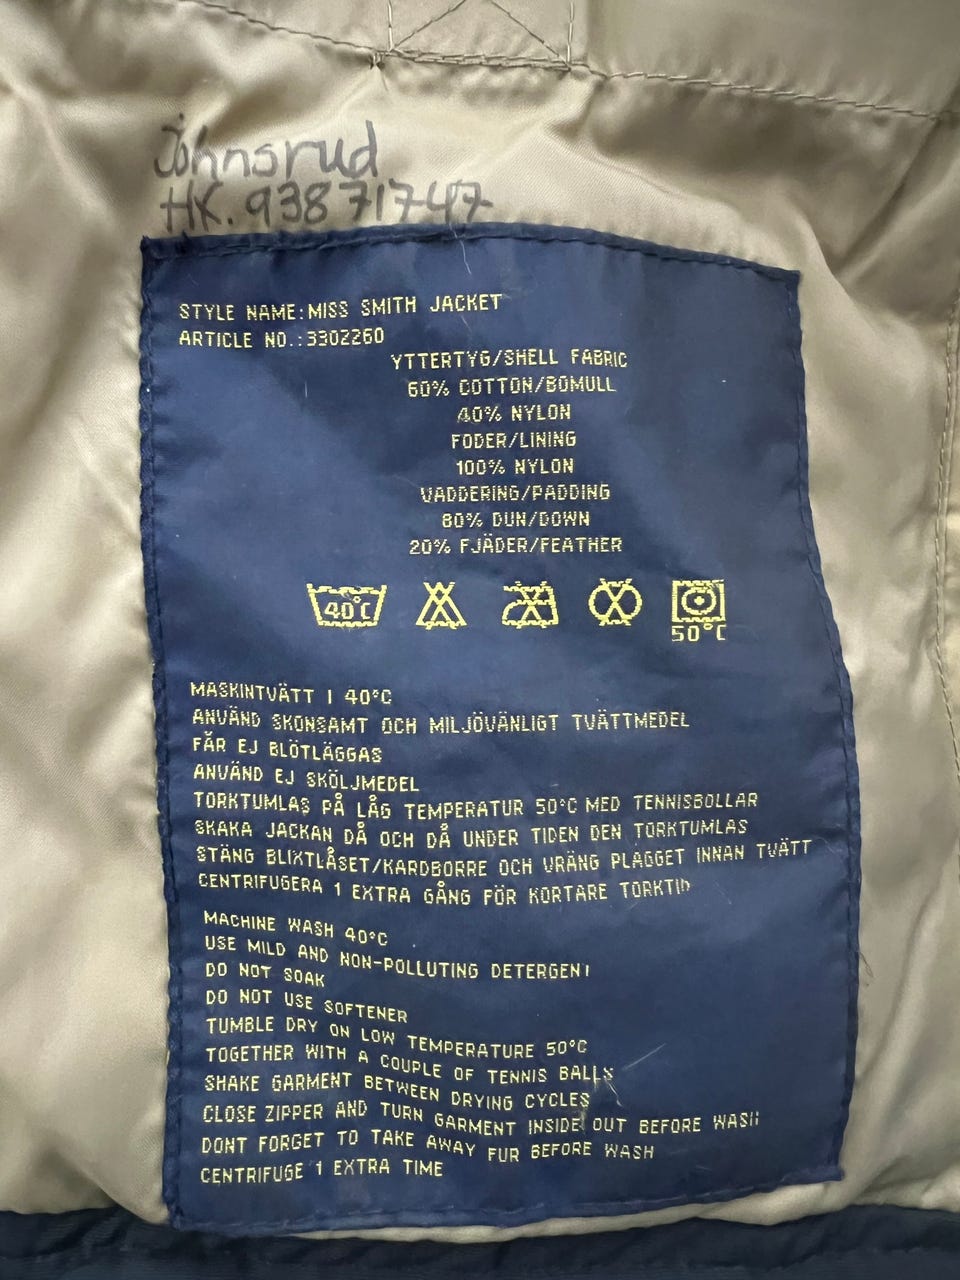 Johnsrud
HK. 93871747
STYLE NAME:MISS SMITH JACKET
ARTICLE NO.:3302260
YTTERTYG/SHELL FABRIC
60% COTTON/BOMULL
40% NYLON
FODER/LINING
100% NYLON
VADDERING/PADDING
80% DUN/DOWN
20% FJÄDER/FEATHER
40°C
50°C
MASKINTVÄTT I 40°C
ANVÄND SKONSAMT OCH MILJÖVÄNLIGT TVÄTTMEDEL
FÅR EJ BLÖTLÄGGAS
ANVÄND EJ SKÖLJMEDEL
TORKTUMLAS PÅ LÅG TEMPERATUR 50°C MED TENNISBOLLAR
SKAKA JACKAN DÅ OCH DÅ UNDER TIDEN DEN TORKTUMLAS
STÄNG BLIXTLÅSET/KARDBORRE OCH VRÄNG PLAGGET INNAN TVÄTT
CENTRIFUGERA 1 EXTRA GÅNG FÖR KORTARE TORKTID
MACHINE WASH 40°C
USE MILD AND NON-POLLUTING DETERGENT
DO NOT SOAK
DO NOT USE SOFTENER
TUMBLE DRY ON LOW TEMPERATURE 50°C
TOGETHER WITH A COUPLE OF TENNIS BALLS
SHAKE GARMENT BETWEEN DRYING CYCLES
CLOSE ZIPPER AND TURN GARMENT INSIDE OUT BEFORE WASH
DONT FORGET TO TAKE AWAY FUR BEFORE WASH
CENTRIFUGE 1 EXTRA TIME